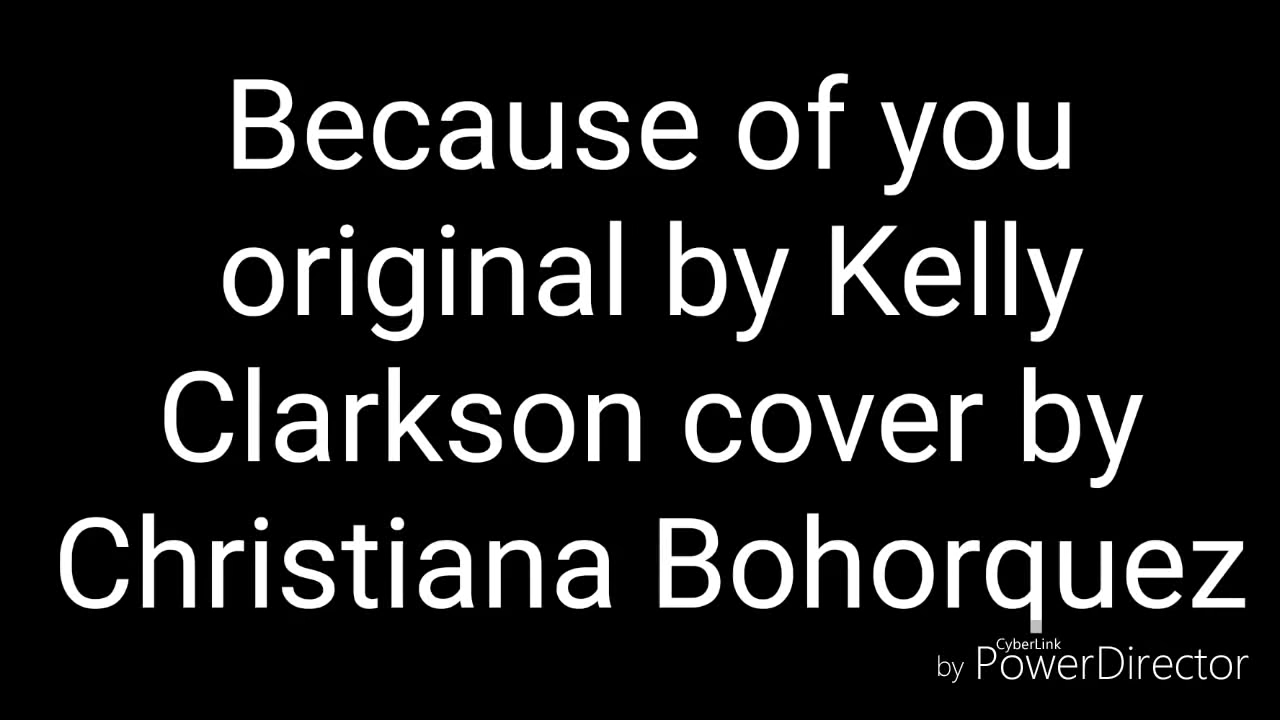 Because of you
original by Kelly
Clarkson cover by
Christiana Bohorquez
CyberLink
by PowerDirector